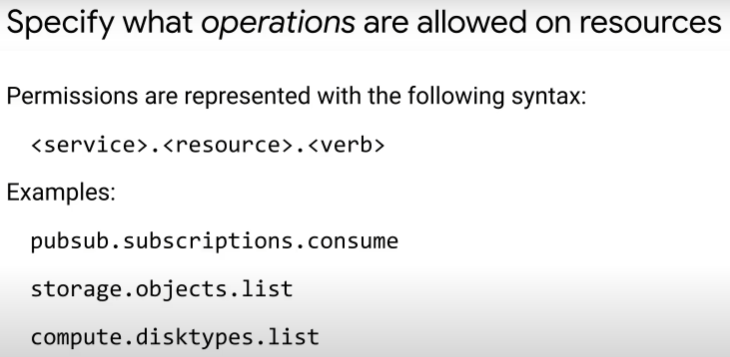 Specify what operations are allowed on resources
Permissions are represented with the following syntax:
<service>.<resource>.<verb>
Examples:
pubsub.subscriptions.consume
storage.objects.list
compute.disktypes.list